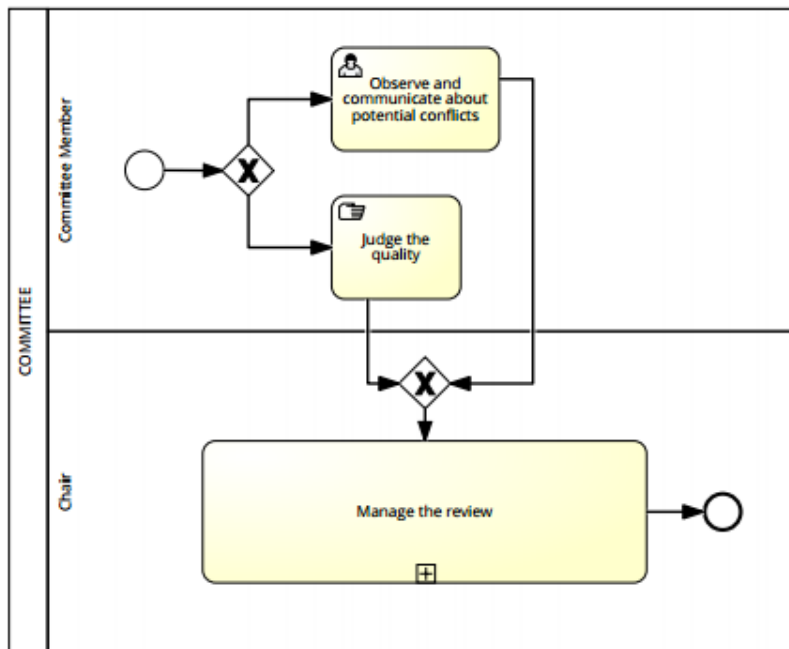 COMMITTEE
Committee Member
Observe and
communicate about
potential conflicts
Judge the
quality
Chair
Manage the review